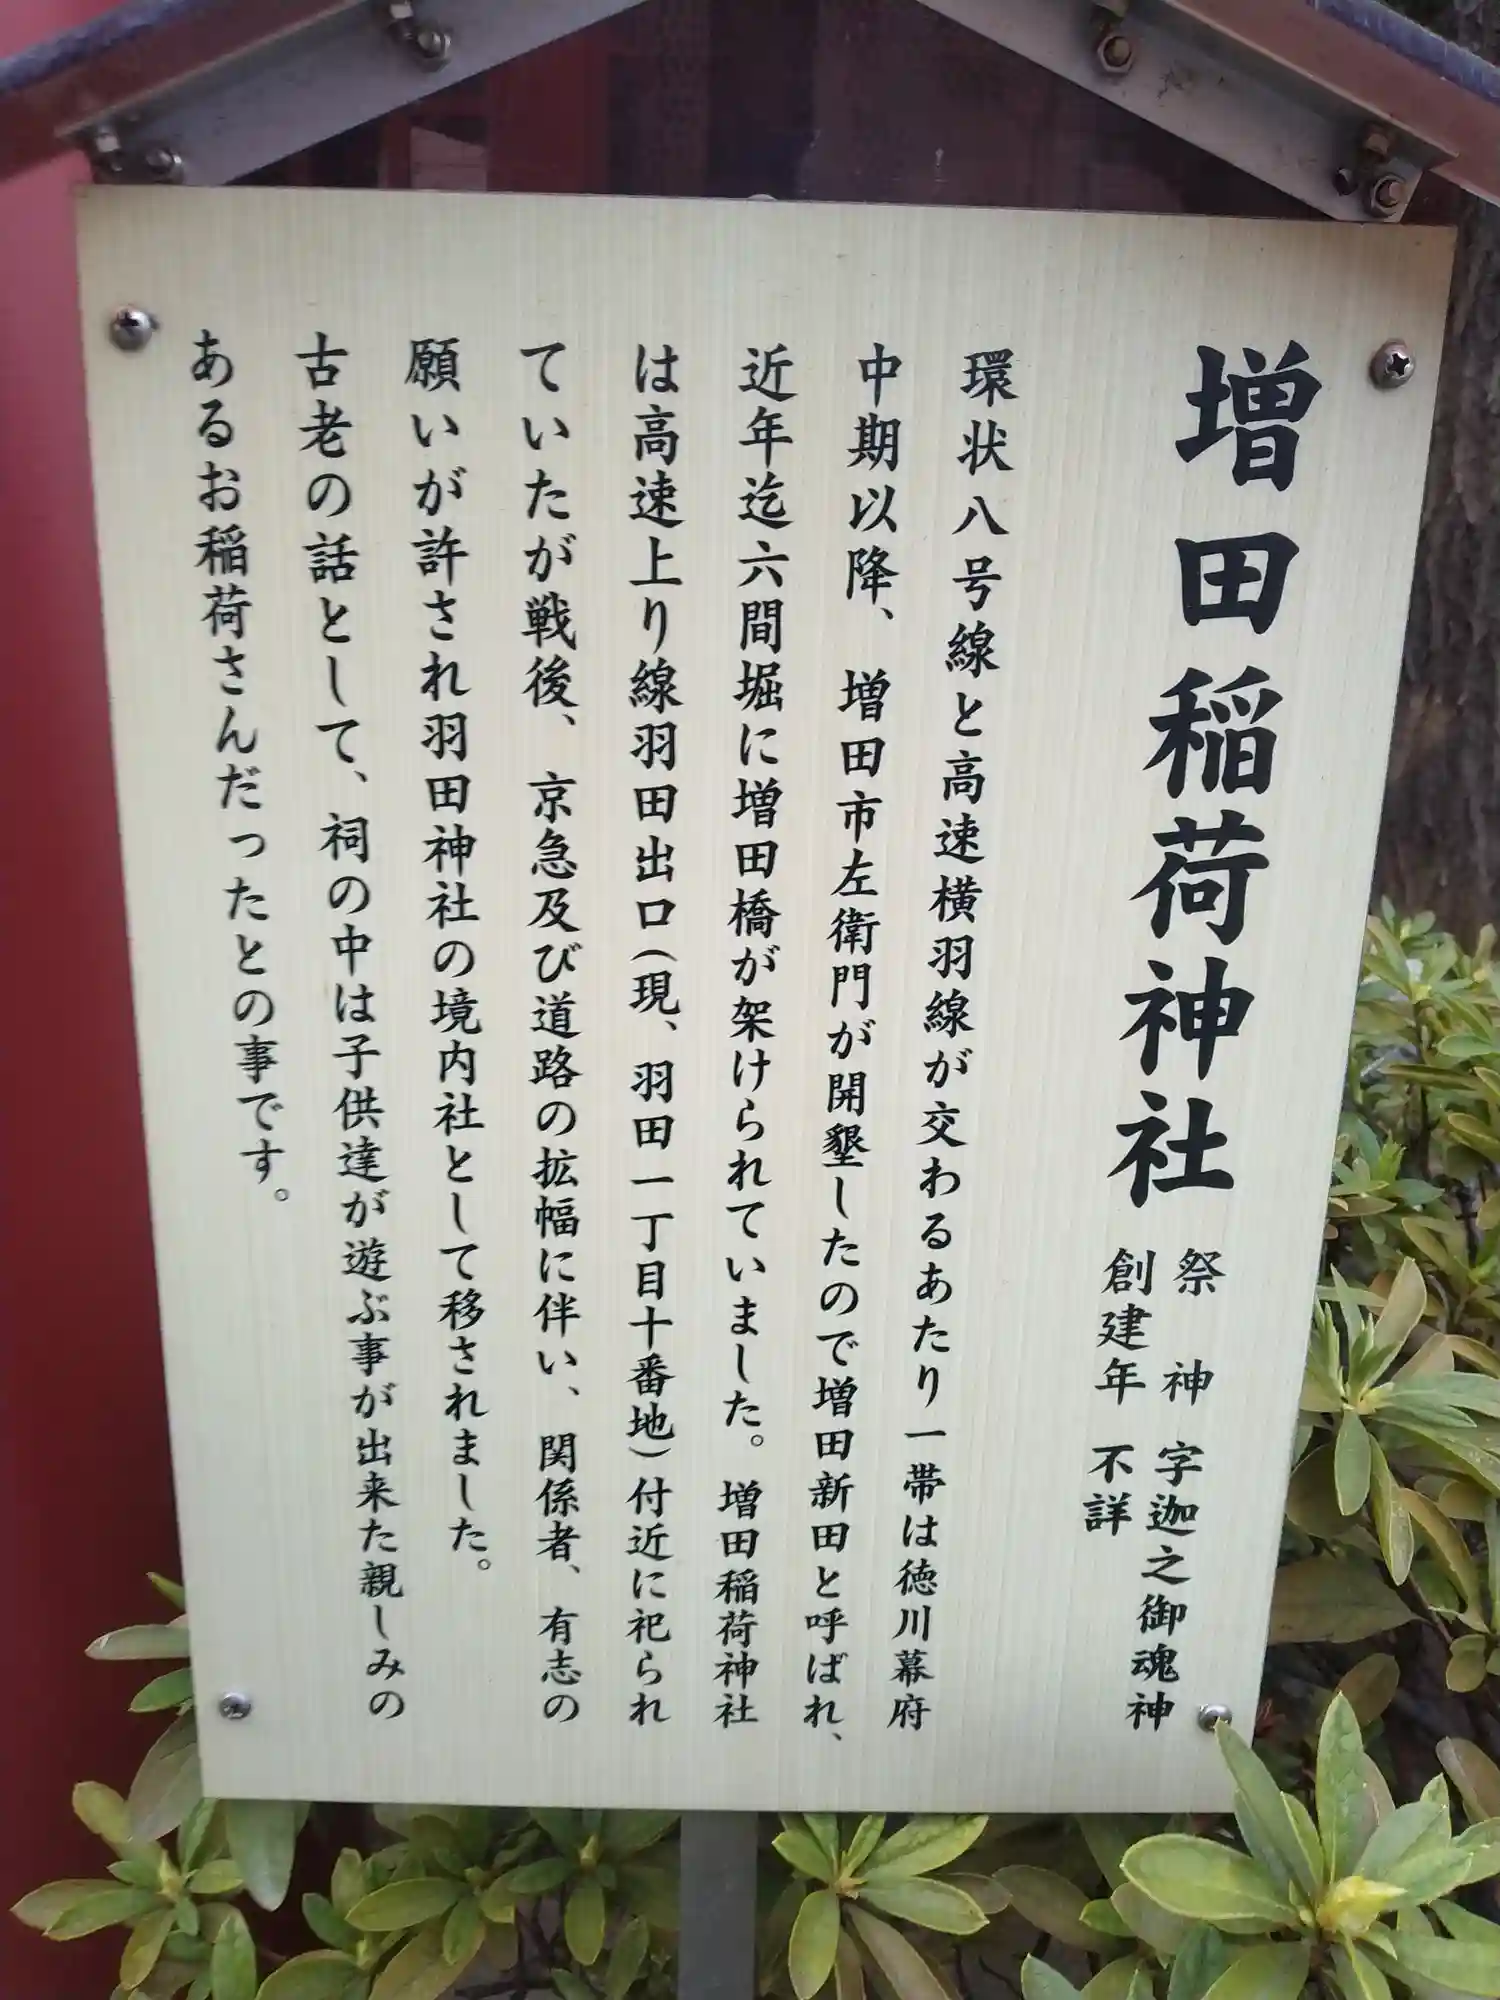 増田稲荷神社
祭　神　字迦之御魂神
創建年　不詳
環状八号線と高速横羽線が交わるあたり一帯は徳川幕府
中期以降、増田市左衛門が開墾したので増田新田と呼ばれ、
近年迄六間堀に増田橋が架けられていました。増田稲荷神社
は高速上り線羽田出口(現、羽田一丁目十番地)付近に祀られ
ていたが戦後、京急及び道路の拡幅に伴い、関係者、有志の
願いが許され羽田神社の境内社として移されました。
古老の話として、祠の中は子供達が遊ぶ事が出来た親しみの
あるお稲荷さんだったとの事です。